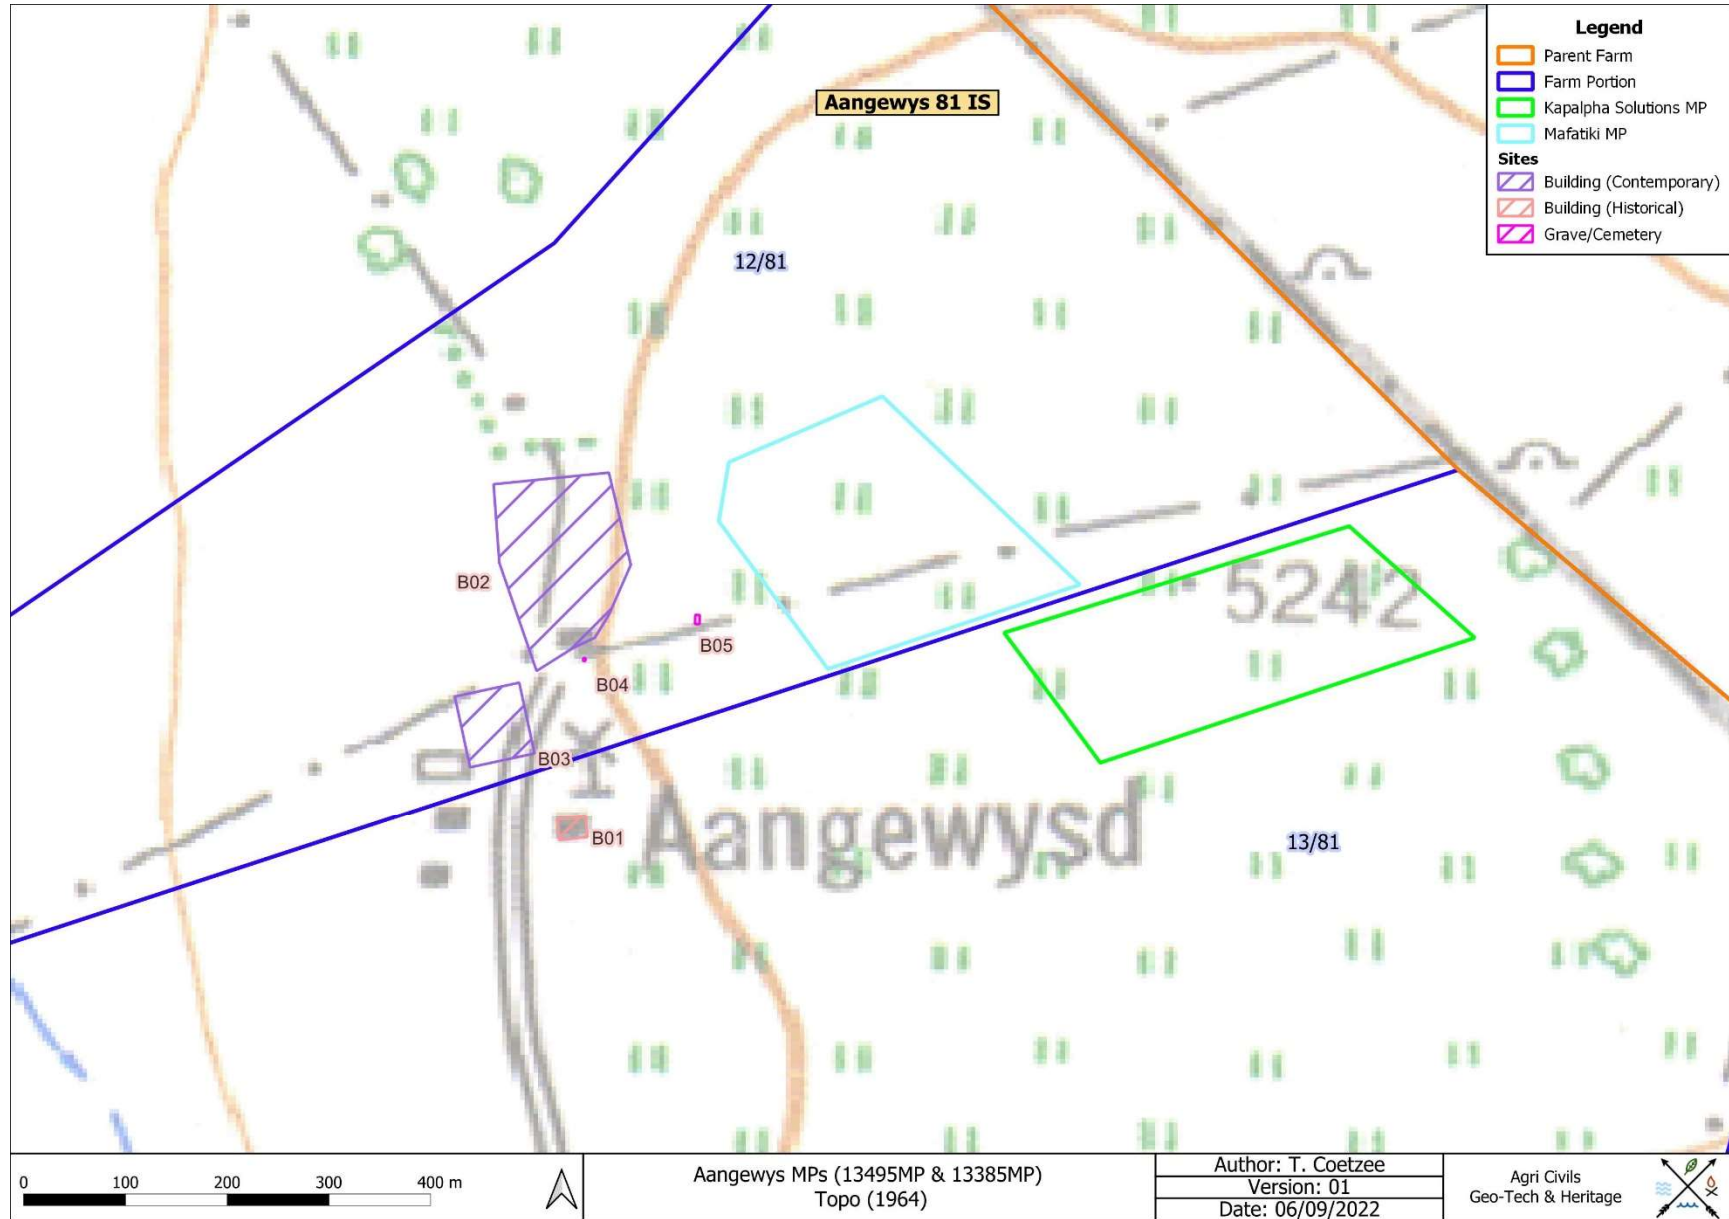 Aangewys 81 IS
Legend
Parent Farm
Farm Portion
Kapalpha Solutions MP
Mafatiki MP
Sites
Building (Contemporary)
Building (Historical)
Grave/Cemetery
12/81
B02
5242
B05
B04
B03
B01
Aangewysd
13/81
0 100 200 300 400 m
Aangewys MPs (13495MP & 13385MP)
Topo (1964)
Author: T. Coetzee
Version: 01
Date: 06/09/2022
Agri Civils
Geo-Tech & Heritage